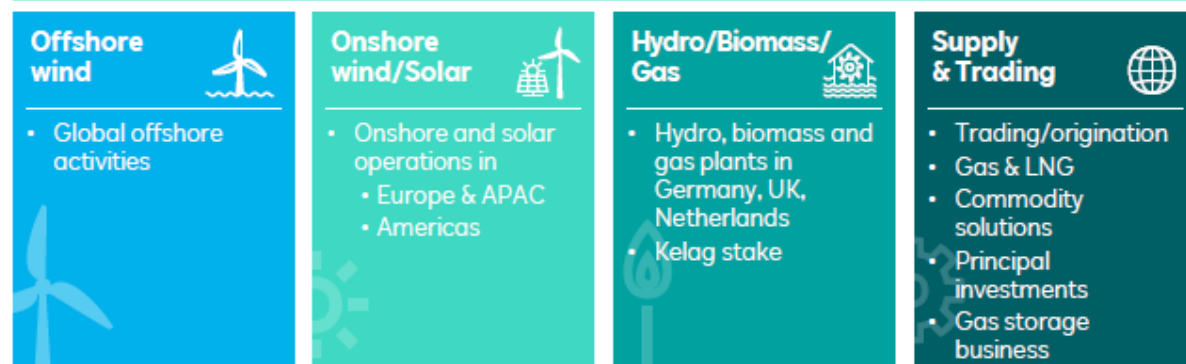 Offshore
wind
• Global offshore
activities
Onshore
wind/Solar
• Onshore and solar
operations in
• Europe & APAC
• Americas
Hydro/Biomass/
Gas
• Hydro, biomass and
gas plants in
Germany, UK,
Netherlands
• Kelag stake
Supply
& Trading
• Trading/origination
• Gas & LNG
• Commodity
solutions
• Principal
investments
• Gas storage
business